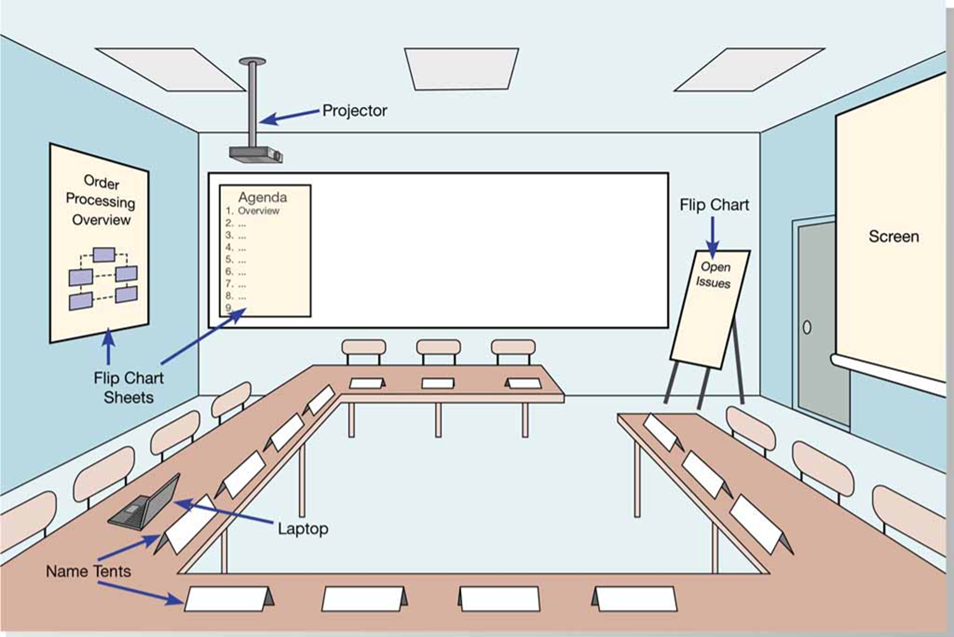 Projector
Order
Processing
Overview
Agenda
1. Overview
2. ...
3. ...
4. ...
5. ...
6. ...
7. ...
8. ...
9.
Flip Chart
Open
Issues
Screen
Flip Chart
Sheets
Laptop
Name Tents